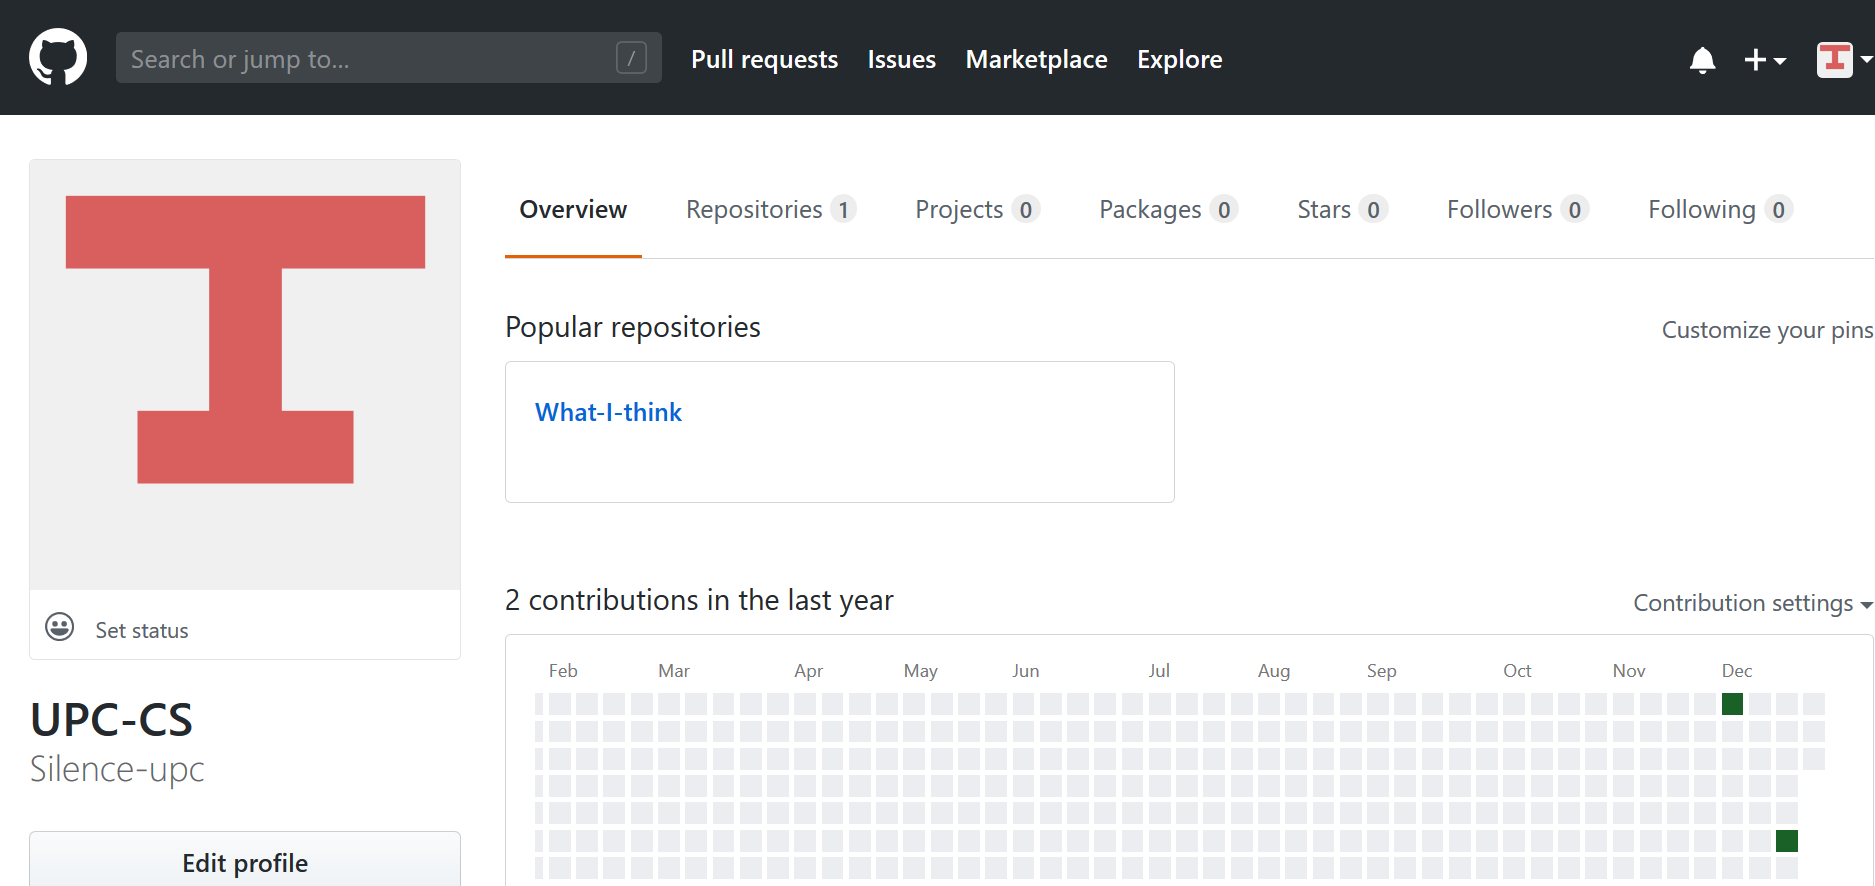 Search or jump to... / Pull requests Issues Marketplace Explore
Overview Repositories 1 Projects 0 Packages 0 Stars 0 Followers 0 Following 0
Popular repositories Customize your pins
What-I-think
2 contributions in the last year Contribution settings
Set status
Feb Mar Apr May Jun Jul Aug Sep Oct Nov Dec
UPC-CS
Silence-upc
Edit profile